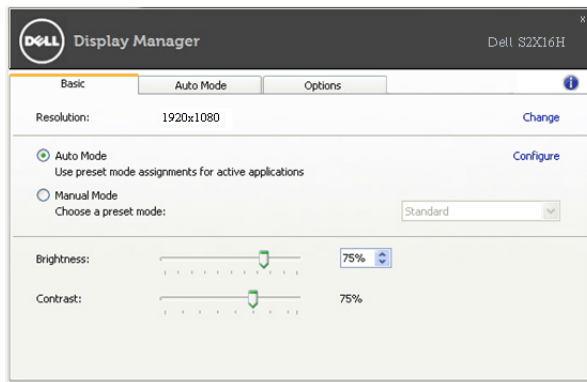 x
DELL Display Manager Dell S2X16H
Basic Auto Mode Options i
Resolution: 1920x1080 Change
Auto Mode Configure
Use preset mode assignments for active applications
Manual Mode
Choose a preset mode: Standard
Brightness: 75%
Contrast: 75%